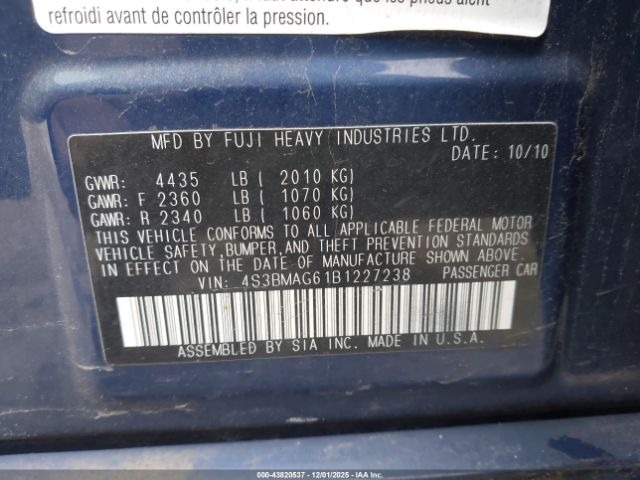 refroidi avant de contrôler la pression.
MFD BY FUJI HEAVY INDUSTRIES LTD.
DATE: 10/10
GVWR: 4435 LB ( 2010 KG)
GAWR: F 2360 LB ( 1070 KG)
GAWR: R 2340 LB ( 1060 KG)
THIS VEHICLE CONFORMS TO ALL APPLICABLE FEDERAL MOTOR
VEHICLE SAFETY, BUMPER, AND THEFT PREVENTION STANDARDS
IN EFFECT ON THE DATE OF MANUFACTURE SHOWN ABOVE.
VIN: 4S3BMAG61B1227238 PASSENGER CAR
ASSEMBLED BY SIA INC. MADE IN U.S.A.
000-43820537 - 12/01/2025 - IAAI.CA